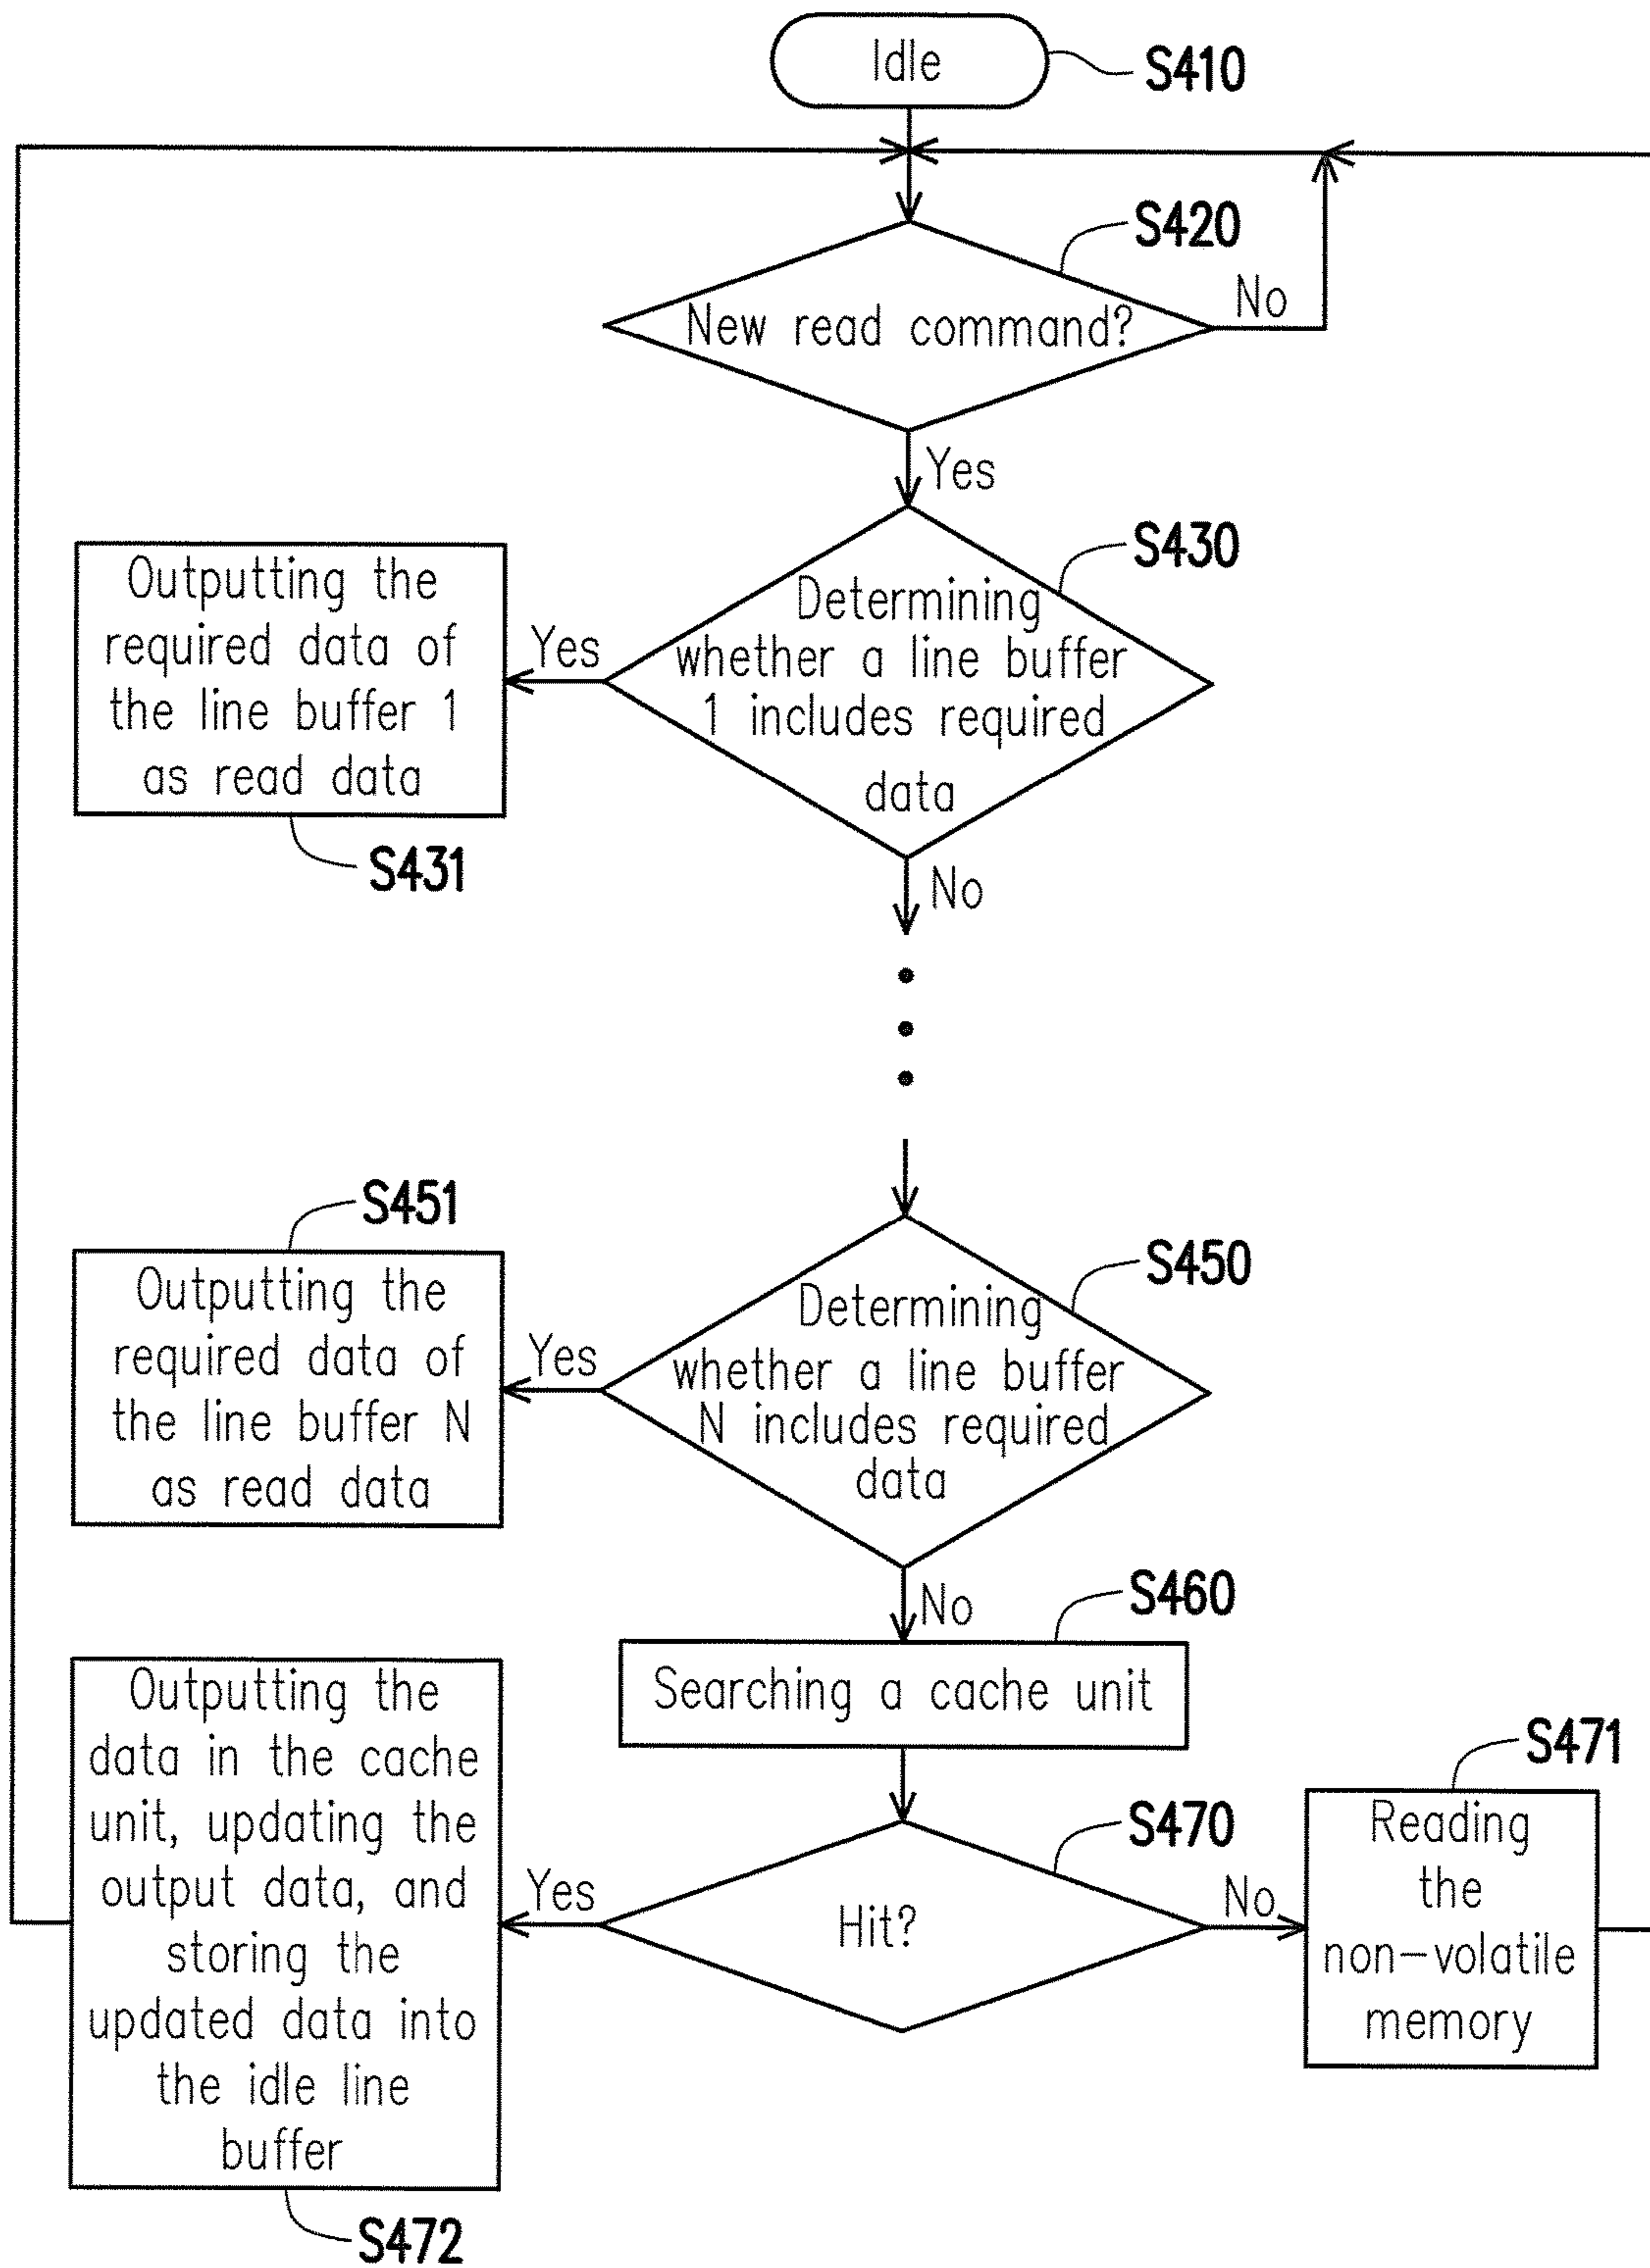 Idle
S410
S420
New read command?
No
Yes
S430
Outputting the
required data of
the line buffer 1
as read data
Yes
Determining
whether a line buffer
1 includes required
data
S431
No
S451
S450
Outputting the
required data of
the line buffer N
as read data
Yes
Determining
whether a line buffer
N includes required
data
No
S460
Searching a cache unit
Outputting the
data in the cache
unit, updating the
output data, and
storing the
updated data into
the idle line
buffer
Yes
S470
Hit?
No
S471
Reading
the
non-volatile
memory
S472